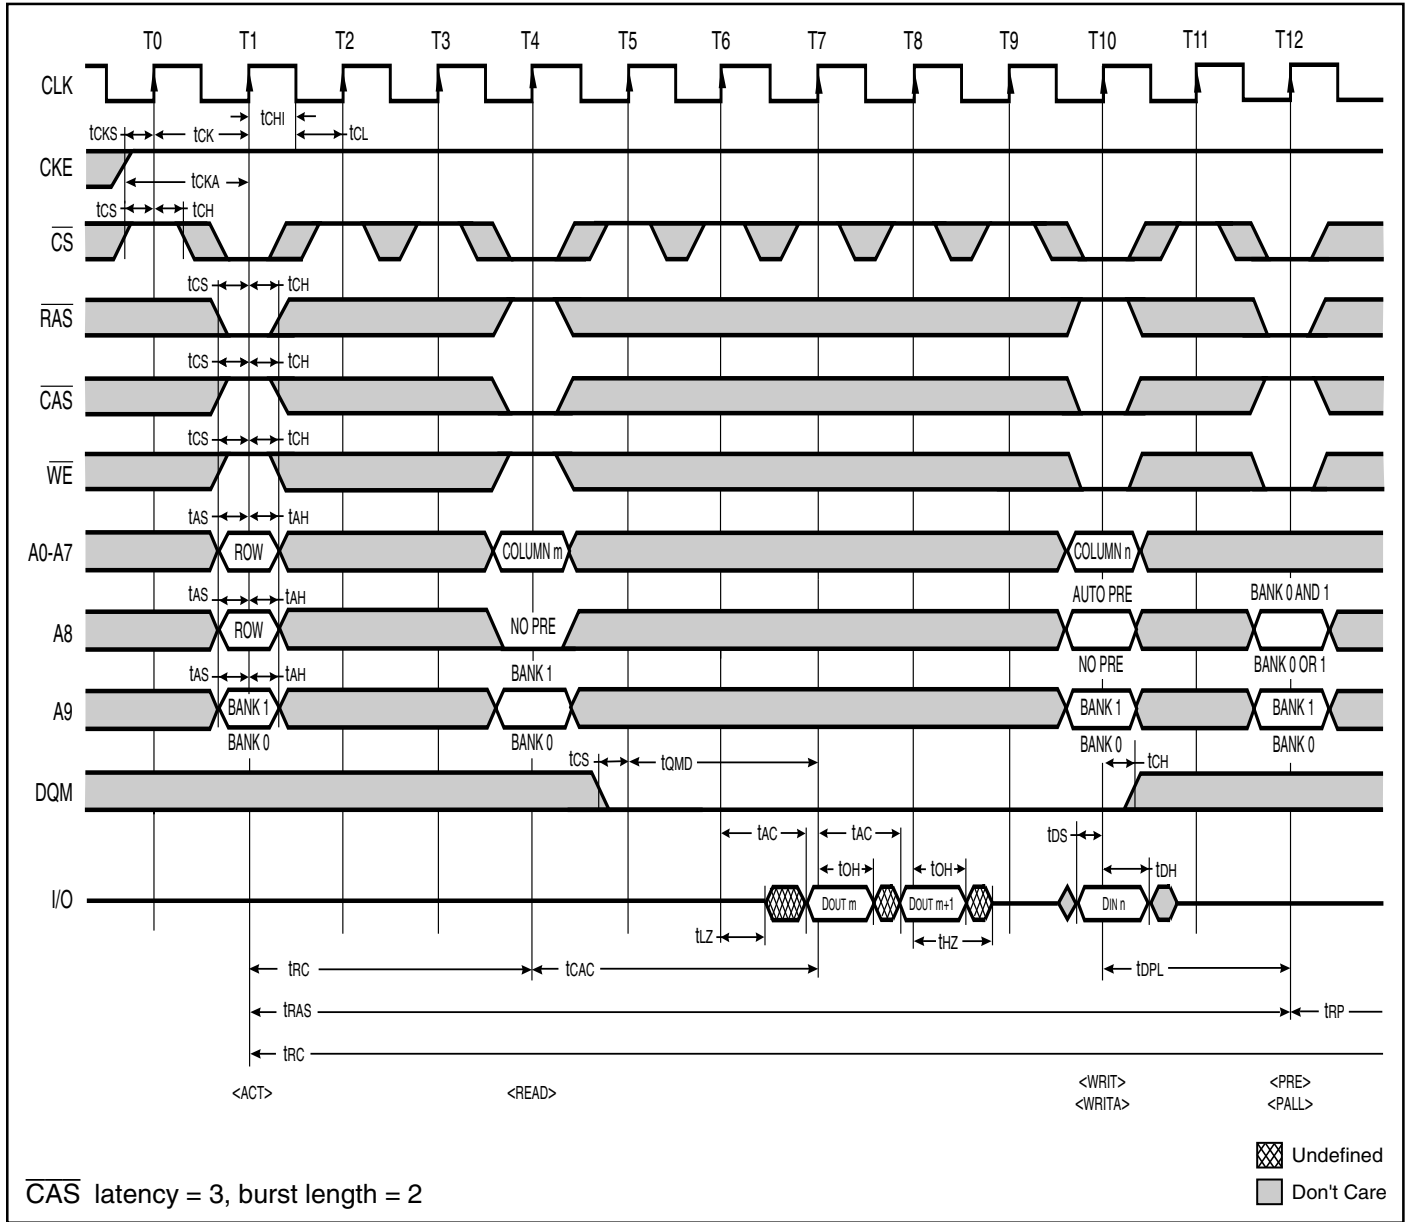 T0 T1 T2 T3 T4 T5 T6 T7 T8 T9 T10 T11 T12
CLK
tCHI
tCKS tCK tCL
CKE
tCKA
tCS tCH
CS
tCS tCH
RAS
tCS tCH
CAS
tCS tCH
WE
tAS tAH
A0-A7 ROW COLUMN m COLUMN n
tAS tAH AUTO PRE BANK 0 AND 1
A8 ROW NO PRE
tAS tAH BANK 1 NO PRE BANK 0 OR 1
A9 BANK 1 BANK 1 BANK 1
BANK 0 BANK 0 BANK 0 BANK 0
tCS tQMD tCH
DQM
tAC tAC tDS
tOH tOH tDH
I/O DOUT m DOUT m+1 DIN n
tLZ tHZ
tRC tCAC tDPL
tRAS tRP
tRC
<ACT> <READ> <WRIT> <PRE>
<WRITA> <PALL>
Undefined
CAS latency = 3, burst length = 2 Don't Care